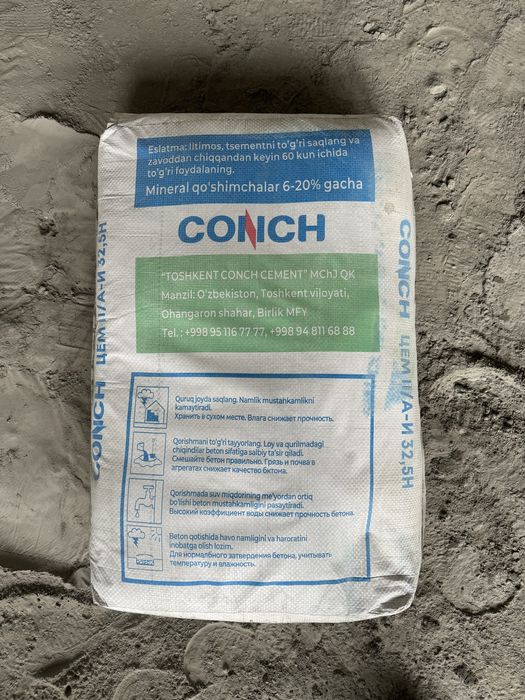 Eslatma: Iltimos, tsementni to'g'ri saqlang va
zavoddan chiqqandan keyin 60 kun ichida
to'g'ri foydalaning.
Mineral qo'shimchalar 6-20% gacha
CONCH
"TOSHKENT CONCH CEMENT" MChJ QK
Manzil: O'zbekiston, Toshkent viloyati,
Ohangaron shahar, Birlik MFY
Tel.: +998 95 116 77 77, +998 94 811 68 88
Quruq joyda saqlang. Namlik mustahkamlikni
kamaytiradi.
Хранить в сухом месте. Влага снижает прочность.
Qorishmani to'g'ri tayyorlang. Loy va qurilmadagi
chiqindilar beton sifatiga salbiy ta'sir qiladi.
Смешайте бетон правильно. Грязь и почва в
агрегатах снижает качество бктона.
Qorishmada suv miqdorining me'yordan ortiq
bo'lishi beton mustahkamligini pasaytiradi.
Высокий коэффициент воды снижает прочность бетона.
Beton qotishida havo namligini va haroratini
inobatga olish lozim.
Для нормалбного затвердения бетона, учитывать
температуру и влажность.
CONCH ЦЕМ II/А-И 32,5Н
CONCH ЦЕМ II/А-И 32,5Н